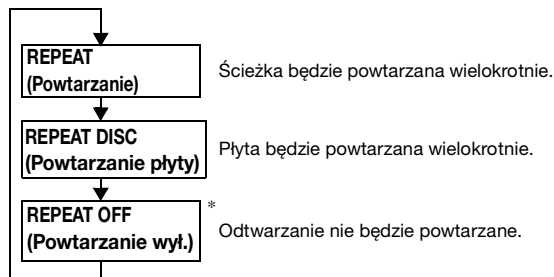 REPEAT
(Powtarzanie)
Ścieżka będzie powtarzana wielokrotnie.
REPEAT DISC
(Powtarzanie płyty)
Płyta będzie powtarzana wielokrotnie.
REPEAT OFF
(Powtarzanie wył.)
*
Odtwarzanie nie będzie powtarzane.